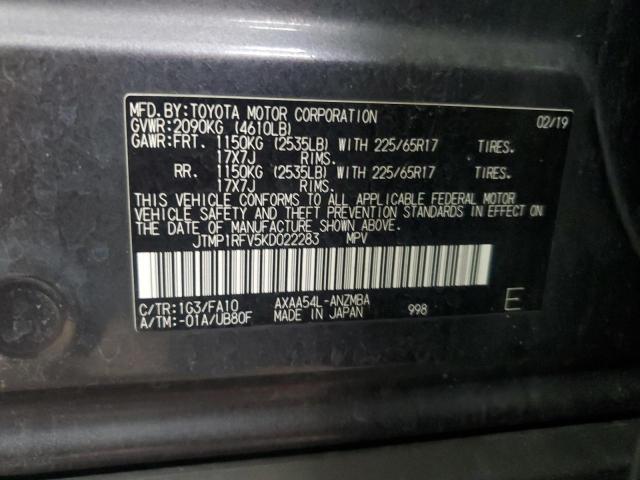 MFD. BY: TOYOTA MOTOR CORPORATION 02/19
GVWR: 2090KG (4610LB)
GAWR: FRT. 1150KG (2535LB) WITH 225/65R17 TIRES.
17X7J RIMS.
RR. 1150KG (2535LB) WITH 225/65R17 TIRES.
17X7J RIMS.
THIS VEHICLE CONFORMS TO ALL APPLICABLE FEDERAL MOTOR
VEHICLE SAFETY AND THEFT PREVENTION STANDARDS IN EFFECT ON
THE DATE OF MANUFACTURE SHOWN ABOVE.
JTMP1RFV5KD022283 MPV
C/TR: 1G3/FA10 AXAA54L-ANZMBA
A/TM: -01A/UB80F MADE IN JAPAN 998 E